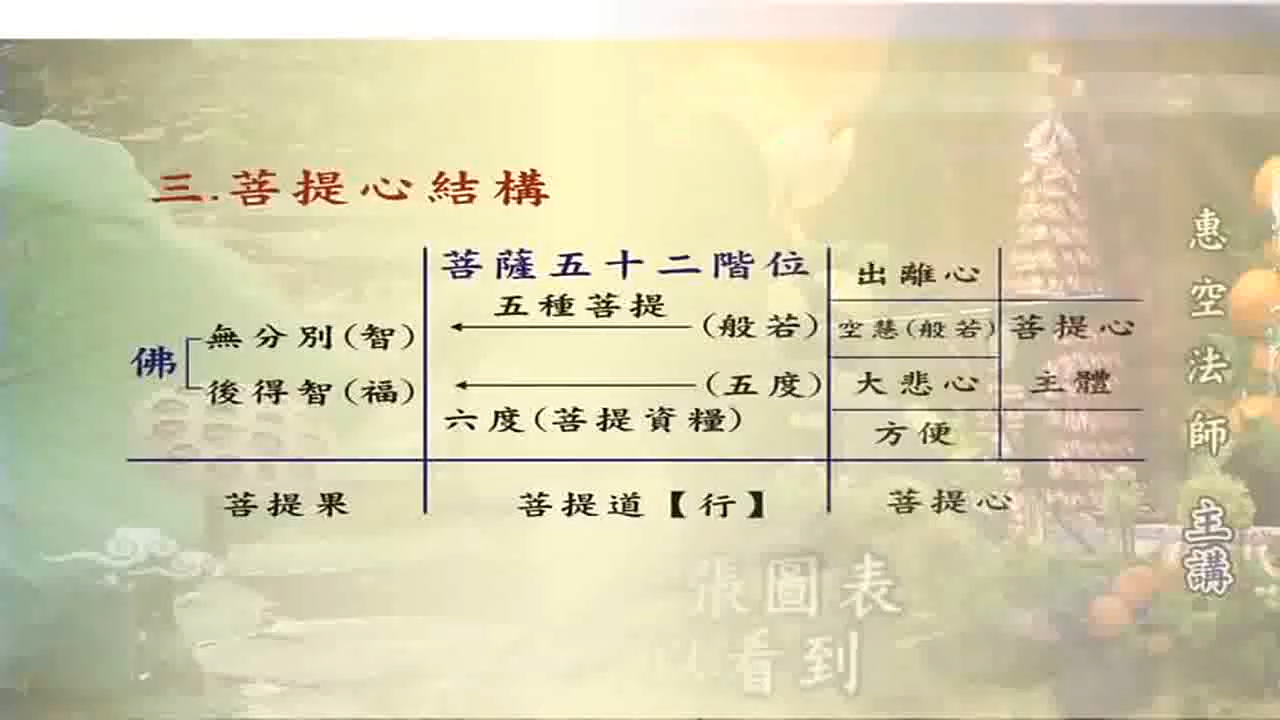 三.菩提心結構
菩薩五十二階位
五種菩提
(般若)
(五度)
六度(菩提資糧)
佛
無分別(智)
後得智(福)
出離心
空慧(般若)
大悲心
方便
菩提心
主體
菩提果
菩提道【行】
菩提心
惠空法師 主講
張圖表
看到